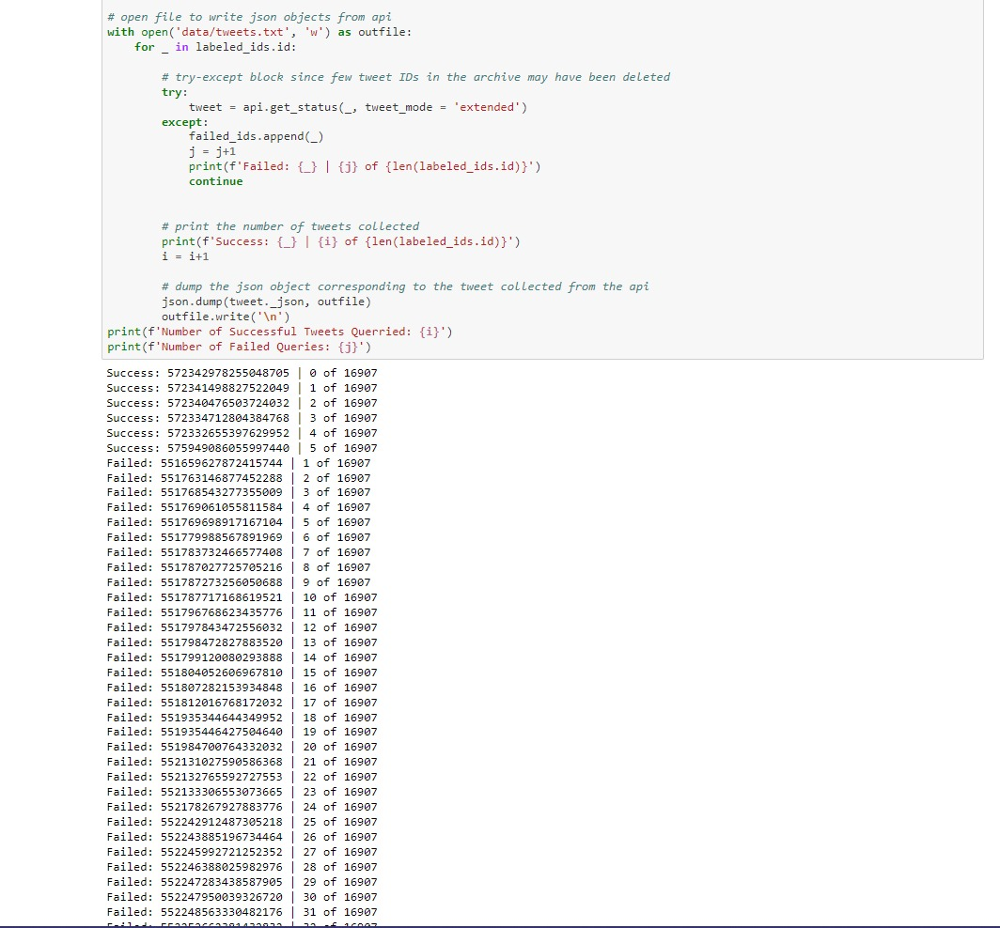 # open file to write json objects from api
with open('data/tweets.txt', 'w') as outfile:
    for _ in labeled_ids.id:
        # try-except block since few tweet IDs in the archive may have been deleted
        try:
            tweet = api.get_status(_, tweet_mode = 'extended')
        except:
            failed_ids.append(_)
            j = j+1
            print(f'Failed: {_} | {j} of {len(labeled_ids.id)}')
            continue
        # print the number of tweets collected
        print(f'Success: {_} | {i} of {len(labeled_ids.id)}')
        i = i+1
        # dump the json object corresponding to the tweet collected from the api
        json.dump(tweet._json, outfile)
        outfile.write('\n')
print(f'Number of Successful Tweets Querried: {i}')
print(f'Number of Failed Queries: {j}')
Success: 572342978255048705 | 0 of 16907
Success: 572341498827522049 | 1 of 16907
Success: 572340476503724032 | 2 of 16907
Success: 572334712804384768 | 3 of 16907
Success: 572332655397629952 | 4 of 16907
Success: 575949086055997440 | 5 of 16907
Failed: 551659627872415744 | 1 of 16907
Failed: 551763146877452288 | 2 of 16907
Failed: 551768543277355009 | 3 of 16907
Failed: 551769061055811584 | 4 of 16907
Failed: 551769698917167104 | 5 of 16907
Failed: 551779988567891969 | 6 of 16907
Failed: 551783732466577408 | 7 of 16907
Failed: 551787027725705216 | 8 of 16907
Failed: 551787273256050688 | 9 of 16907
Failed: 551787717168619521 | 10 of 16907
Failed: 551796768623435776 | 11 of 16907
Failed: 551797843472556032 | 12 of 16907
Failed: 551798472827883520 | 13 of 16907
Failed: 551799120080293888 | 14 of 16907
Failed: 551804052606967810 | 15 of 16907
Failed: 551807282153934848 | 16 of 16907
Failed: 551812016768172032 | 17 of 16907
Failed: 551935344644349952 | 18 of 16907
Failed: 551935446427504640 | 19 of 16907
Failed: 551984700764332032 | 20 of 16907
Failed: 552131027590586368 | 21 of 16907
Failed: 552132765592727553 | 22 of 16907
Failed: 552133306553073665 | 23 of 16907
Failed: 552178267927883776 | 24 of 16907
Failed: 552242912487305218 | 25 of 16907
Failed: 552243885196734464 | 26 of 16907
Failed: 552245992721252352 | 27 of 16907
Failed: 552246388025982976 | 28 of 16907
Failed: 552247283438587905 | 29 of 16907
Failed: 552247950039326720 | 30 of 16907
Failed: 552248563330482176 | 31 of 16907